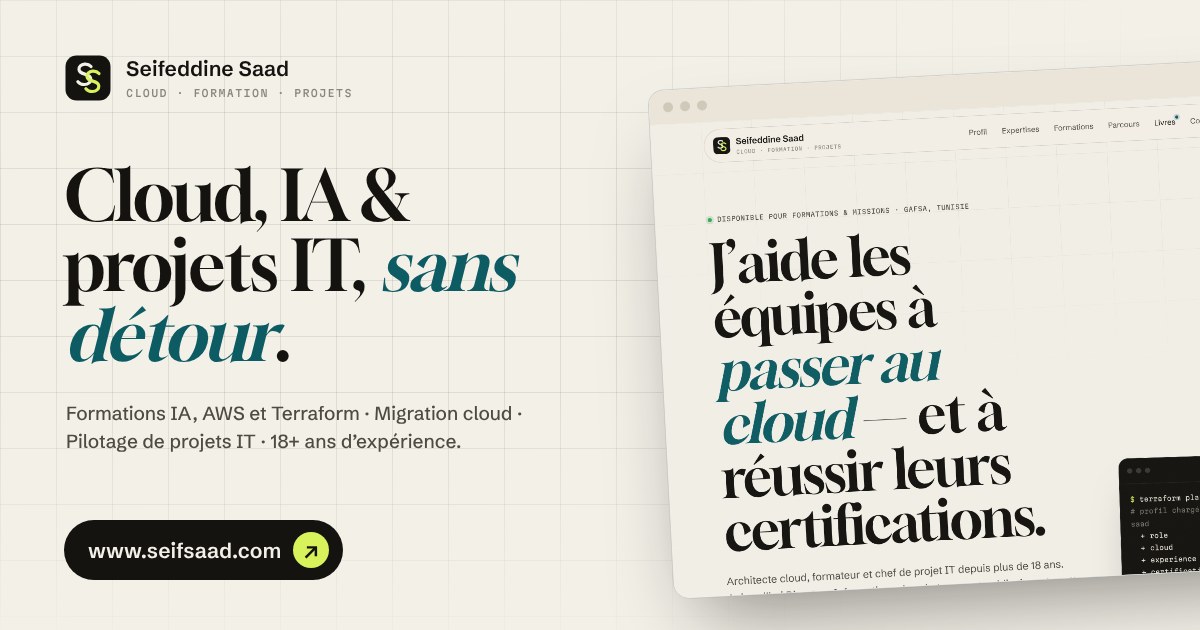 SS
Seifeddine Saad
CLOUD · FORMATION · PROJETS
Cloud, IA &
projets IT, sans
détour.
Formations IA, AWS et Terraform · Migration cloud ·
Pilotage de projets IT · 18+ ans d’expérience.
www.seifsaad.com
SS
Seifeddine Saad
CLOUD · FORMATION · PROJETS
Profil Expertises Formations Parcours Livres
DISPONIBLE POUR FORMATIONS & MISSIONS · GAFSA, TUNISIE
J’aide les
équipes à
passer au
cloud — et à
réussir leurs
certifications.
Architecte cloud, formateur et chef de projet IT depuis plus de 18 ans.
$ terraform
# profil
saad
+ role
+ cloud
+ experience